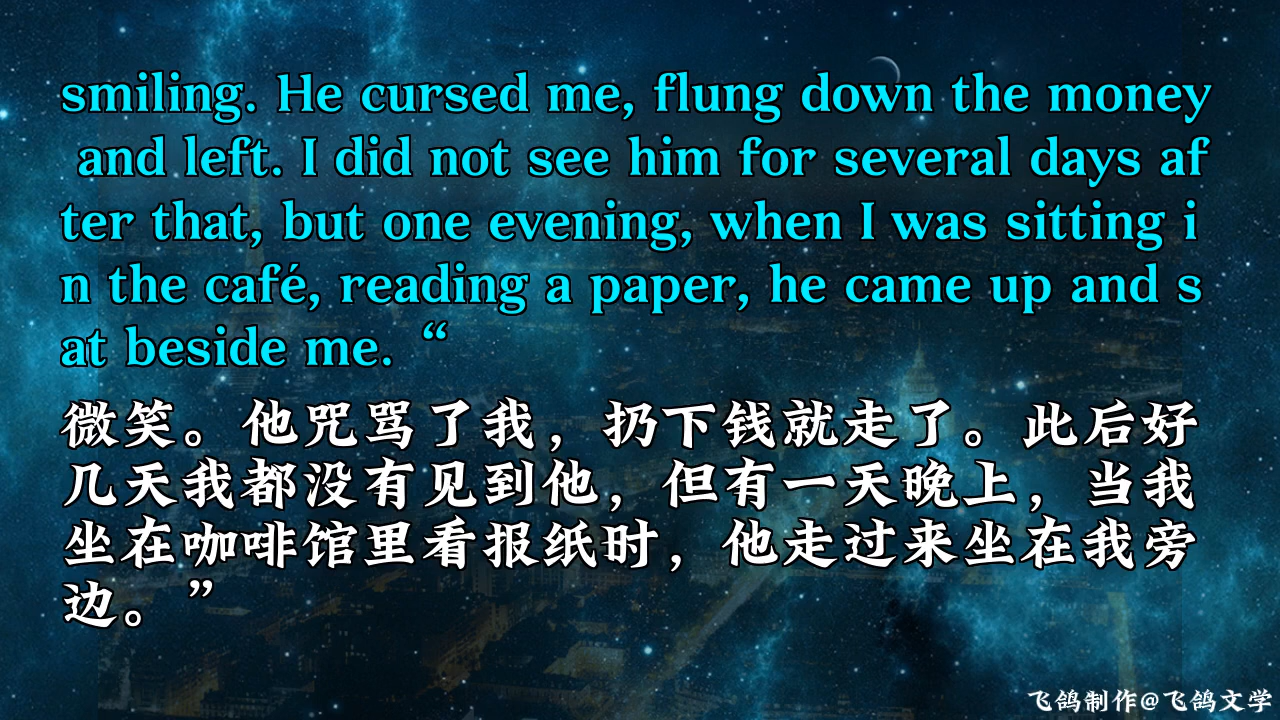 smiling. He cursed me, flung down the money
and left. I did not see him for several days af
ter that, but one evening, when I was sitting i
n the café, reading a paper, he came up and s
at beside me. “
微笑。他咒骂了我，扔下钱就走了。此后好
几天我都没有见到他，但有一天晚上，当我
坐在咖啡馆里看报纸时，他走过来坐在我旁
边。”
飞鸽制作@飞鸽文学